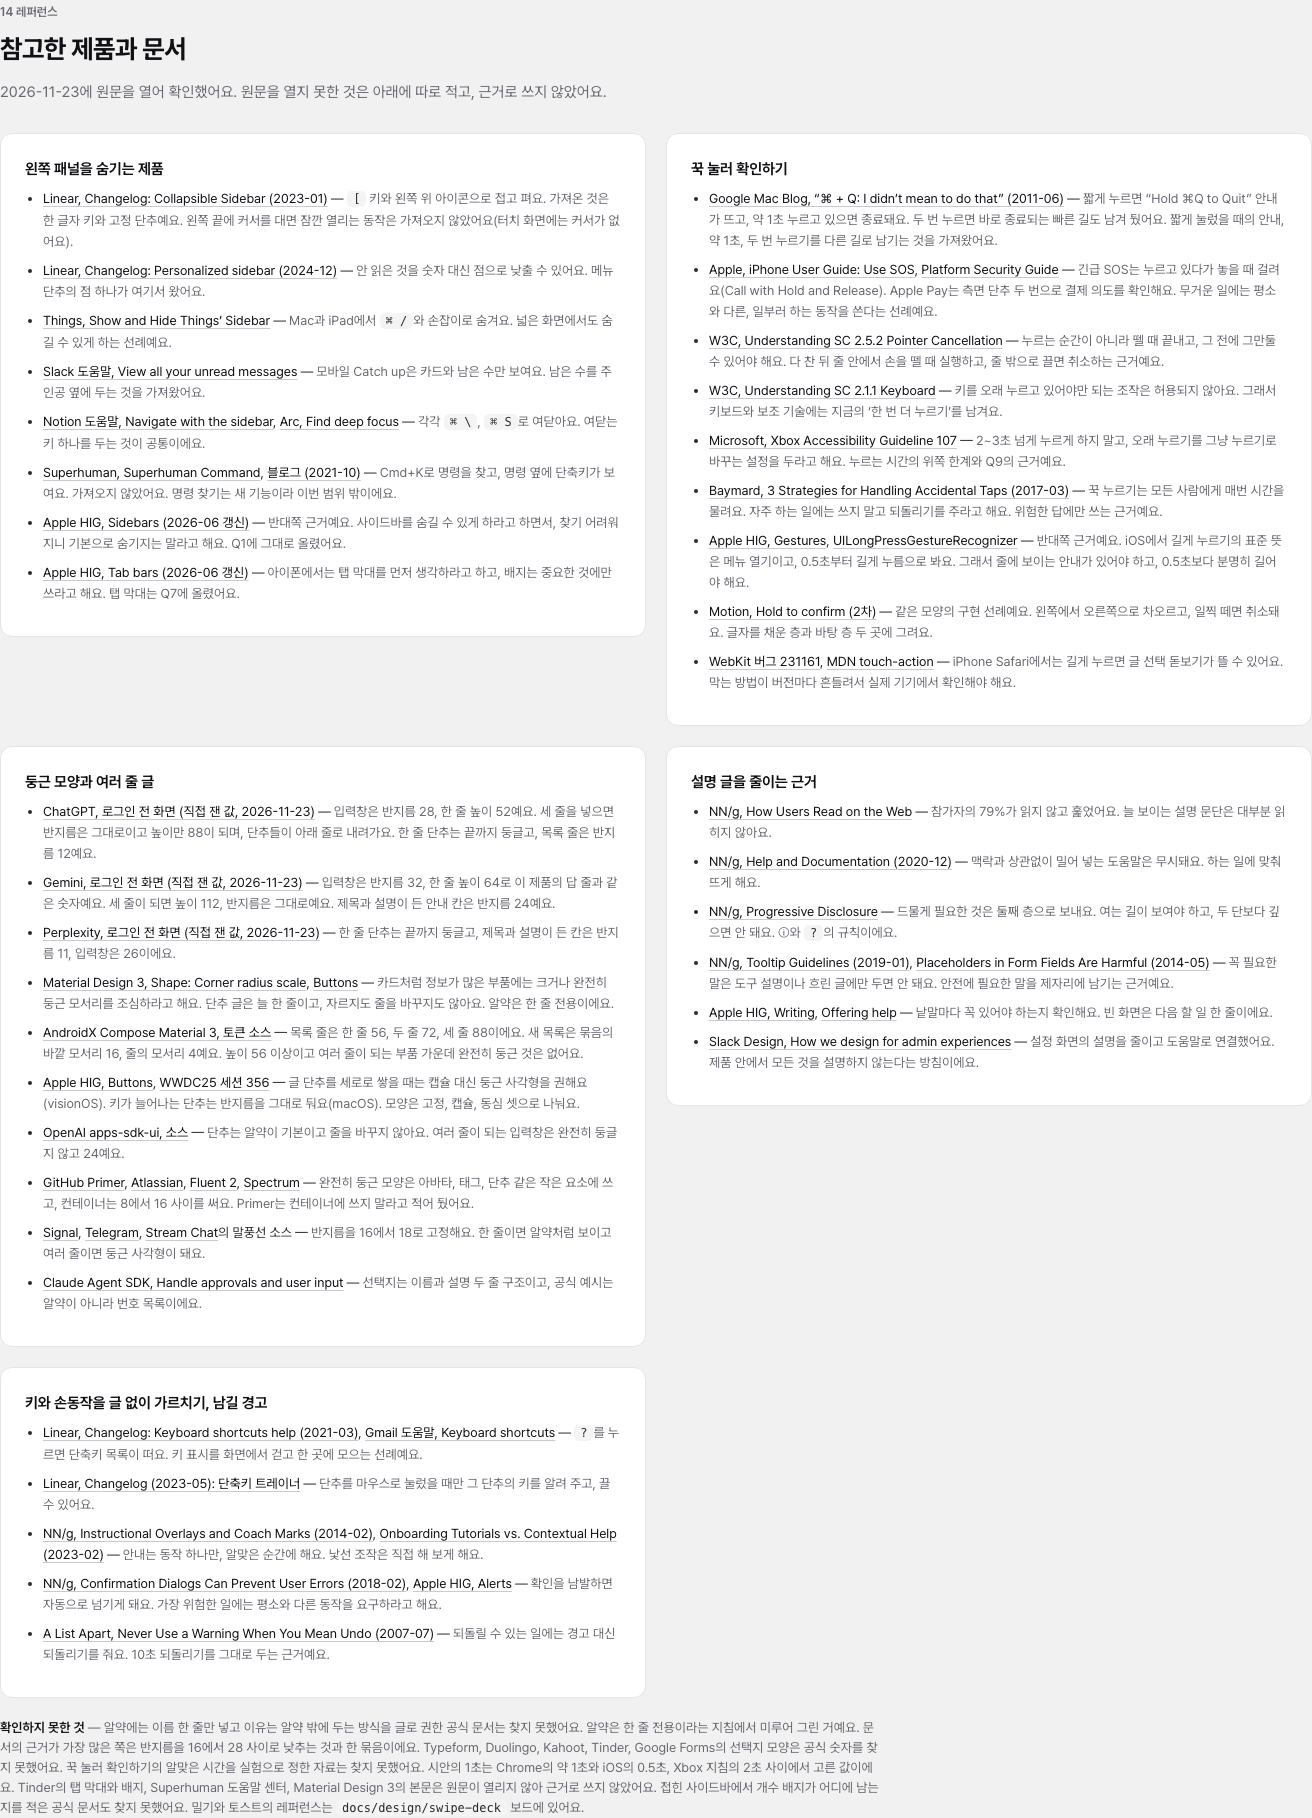 14 레퍼런스
참고한 제품과 문서
2026-11-23에 원문을 열어 확인했어요. 원문을 열지 못한 것은 아래에 따로 적고, 근거로 쓰지 않았어요.
왼쪽 패널을 숨기는 제품
• Linear, Changelog: Collapsible Sidebar (2023-01) — [ 키와 왼쪽 위 아이콘으로 접고 펴요. 가져온 것은
한 글자 키와 고정 단추예요. 왼쪽 끝에 커서를 대면 잠깐 열리는 동작은 가져오지 않았어요(터치 화면에는 커서가 없
어요).
• Linear, Changelog: Personalized sidebar (2024-12) — 안 읽은 것을 숫자 대신 점으로 낮출 수 있어요. 메뉴
단추의 점 하나가 여기서 왔어요.
• Things, Show and Hide Things’ Sidebar — Mac과 iPad에서 ⌘ / 와 손잡이로 숨겨요. 넓은 화면에서도 숨
길 수 있게 하는 선례예요.
• Slack 도움말, View all your unread messages — 모바일 Catch up은 카드와 남은 수만 보여요. 남은 수를 주
인공 옆에 두는 것을 가져왔어요.
• Notion 도움말, Navigate with the sidebar, Arc, Find deep focus — 각각 ⌘ \ , ⌘ S 로 여닫아요. 여닫는
키 하나를 두는 것이 공통이에요.
• Superhuman, Superhuman Command, 블로그 (2021-10) — Cmd+K로 명령을 찾고, 명령 옆에 단축키가 보
여요. 가져오지 않았어요. 명령 찾기는 새 기능이라 이번 범위 밖이에요.
• Apple HIG, Sidebars (2026-06 갱신) — 반대쪽 근거예요. 사이드바를 숨길 수 있게 하라고 하면서, 찾기 어려워
지니 기본으로 숨기지는 말라고 해요. Q1에 그대로 올렸어요.
• Apple HIG, Tab bars (2026-06 갱신) — 아이폰에서는 탭 막대를 먼저 생각하라고 하고, 배지는 중요한 것에만
쓰라고 해요. 탭 막대는 Q7에 올렸어요.
꾹 눌러 확인하기
• Google Mac Blog, “⌘ + Q: I didn’t mean to do that” (2011-06) — 짧게 누르면 “Hold ⌘Q to Quit” 안내
가 뜨고, 약 1초 누르고 있으면 종료돼요. 두 번 누르면 바로 종료되는 빠른 길도 남겨 뒀어요. 짧게 눌렀을 때의 안내,
약 1초, 두 번 누르기를 다른 길로 남기는 것을 가져왔어요.
• Apple, iPhone User Guide: Use SOS, Platform Security Guide — 긴급 SOS는 누르고 있다가 놓을 때 걸려
요(Call with Hold and Release). Apple Pay는 측면 단추 두 번으로 결제 의도를 확인해요. 무거운 일에는 평소
와 다른, 일부러 하는 동작을 쓴다는 선례예요.
• W3C, Understanding SC 2.5.2 Pointer Cancellation — 누르는 순간이 아니라 뗄 때 끝내고, 그 전에 그만둘
수 있어야 해요. 다 찬 뒤 줄 안에서 손을 뗄 때 실행하고, 줄 밖으로 끌면 취소하는 근거예요.
• W3C, Understanding SC 2.1.1 Keyboard — 키를 오래 누르고 있어야만 되는 조작은 허용되지 않아요. 그래서
키보드와 보조 기술에는 지금의 ‘한 번 더 누르기’를 남겨요.
• Microsoft, Xbox Accessibility Guideline 107 — 2~3초 넘게 누르게 하지 말고, 오래 누르기를 그냥 누르기로
바꾸는 설정을 두라고 해요. 누르는 시간의 위쪽 한계와 Q9의 근거예요.
• Baymard, 3 Strategies for Handling Accidental Taps (2017-03) — 꾹 누르기는 모든 사람에게 매번 시간을
물려요. 자주 하는 일에는 쓰지 말고 되돌리기를 주라고 해요. 위험한 답에만 쓰는 근거예요.
• Apple HIG, Gestures, UILongPressGestureRecognizer — 반대쪽 근거예요. iOS에서 길게 누르기의 표준 뜻
은 메뉴 열기이고, 0.5초부터 길게 누름으로 봐요. 그래서 줄에 보이는 안내가 있어야 하고, 0.5초보다 분명히 길어
야 해요.
• Motion, Hold to confirm (2차) — 같은 모양의 구현 선례예요. 왼쪽에서 오른쪽으로 차오르고, 일찍 떼면 취소돼
요. 글자를 채운 층과 바탕 층 두 곳에 그려요.
• WebKit 버그 231161, MDN touch-action — iPhone Safari에서는 길게 누르면 글 선택 돋보기가 뜰 수 있어요.
막는 방법이 버전마다 흔들려서 실제 기기에서 확인해야 해요.
둥근 모양과 여러 줄 글
• ChatGPT, 로그인 전 화면 (직접 잰 값, 2026-11-23) — 입력창은 반지름 28, 한 줄 높이 52예요. 세 줄을 넣으면
반지름은 그대로이고 높이만 88이 되며, 단추들이 아래 줄로 내려가요. 한 줄 단추는 끝까지 둥글고, 목록 줄은 반지
름 12예요.
• Gemini, 로그인 전 화면 (직접 잰 값, 2026-11-23) — 입력창은 반지름 32, 한 줄 높이 64로 이 제품의 답 줄과 같
은 숫자예요. 세 줄이 되면 높이 112, 반지름은 그대로예요. 제목과 설명이 든 안내 칸은 반지름 24예요.
• Perplexity, 로그인 전 화면 (직접 잰 값, 2026-11-23) — 한 줄 단추는 끝까지 둥글고, 제목과 설명이 든 칸은 반지
름 11, 입력창은 26이에요.
• Material Design 3, Shape: Corner radius scale, Buttons — 카드처럼 정보가 많은 부품에는 크거나 완전히
둥근 모서리를 조심하라고 해요. 단추 글은 늘 한 줄이고, 자르지도 줄을 바꾸지도 않아요. 알약은 한 줄 전용이에요.
• AndroidX Compose Material 3, 토큰 소스 — 목록 줄은 한 줄 56, 두 줄 72, 세 줄 88이에요. 새 목록은 묶음의
바깥 모서리 16, 줄의 모서리 4예요. 높이 56 이상이고 여러 줄이 되는 부품 가운데 완전히 둥근 것은 없어요.
• Apple HIG, Buttons, WWDC25 세션 356 — 글 단추를 세로로 쌓을 때는 캡슐 대신 둥근 사각형을 권해요
(visionOS). 키가 늘어나는 단추는 반지름을 그대로 둬요(macOS). 모양은 고정, 캡슐, 동심 셋으로 나눠요.
• OpenAI apps-sdk-ui, 소스 — 단추는 알약이 기본이고 줄을 바꾸지 않아요. 여러 줄이 되는 입력창은 완전히 둥글
지 않고 24예요.
• GitHub Primer, Atlassian, Fluent 2, Spectrum — 완전히 둥근 모양은 아바타, 태그, 단추 같은 작은 요소에 쓰
고, 컨테이너는 8에서 16 사이를 써요. Primer는 컨테이너에 쓰지 말라고 적어 뒀어요.
• Signal, Telegram, Stream Chat의 말풍선 소스 — 반지름을 16에서 18로 고정해요. 한 줄이면 알약처럼 보이고
여러 줄이면 둥근 사각형이 돼요.
• Claude Agent SDK, Handle approvals and user input — 선택지는 이름과 설명 두 줄 구조이고, 공식 예시는
알약이 아니라 번호 목록이에요.
설명 글을 줄이는 근거
• NN/g, How Users Read on the Web — 참가자의 79%가 읽지 않고 훑었어요. 늘 보이는 설명 문단은 대부분 읽
히지 않아요.
• NN/g, Help and Documentation (2020-12) — 맥락과 상관없이 밀어 넣는 도움말은 무시돼요. 하는 일에 맞춰
뜨게 해요.
• NN/g, Progressive Disclosure — 드물게 필요한 것은 둘째 층으로 보내요. 여는 길이 보여야 하고, 두 단보다 깊
으면 안 돼요. ⓘ와 ? 의 규칙이에요.
• NN/g, Tooltip Guidelines (2019-01), Placeholders in Form Fields Are Harmful (2014-05) — 꼭 필요한
말은 도구 설명이나 흐린 글에만 두면 안 돼요. 안전에 필요한 말을 제자리에 남기는 근거예요.
• Apple HIG, Writing, Offering help — 낱말마다 꼭 있어야 하는지 확인해요. 빈 화면은 다음 할 일 한 줄이에요.
• Slack Design, How we design for admin experiences — 설정 화면의 설명을 줄이고 도움말로 연결했어요.
제품 안에서 모든 것을 설명하지 않는다는 방침이에요.
키와 손동작을 글 없이 가르치기, 남길 경고
• Linear, Changelog: Keyboard shortcuts help (2021-03), Gmail 도움말, Keyboard shortcuts — ? 를 누
르면 단축키 목록이 떠요. 키 표시를 화면에서 걷고 한 곳에 모으는 선례예요.
• Linear, Changelog (2023-05): 단축키 트레이너 — 단추를 마우스로 눌렀을 때만 그 단추의 키를 알려 주고, 끌
수 있어요.
• NN/g, Instructional Overlays and Coach Marks (2014-02), Onboarding Tutorials vs. Contextual Help
(2023-02) — 안내는 동작 하나만, 알맞은 순간에 해요. 낯선 조작은 직접 해 보게 해요.
• NN/g, Confirmation Dialogs Can Prevent User Errors (2018-02), Apple HIG, Alerts — 확인을 남발하면
자동으로 넘기게 돼요. 가장 위험한 일에는 평소와 다른 동작을 요구하라고 해요.
• A List Apart, Never Use a Warning When You Mean Undo (2007-07) — 되돌릴 수 있는 일에는 경고 대신
되돌리기를 줘요. 10초 되돌리기를 그대로 두는 근거예요.
확인하지 못한 것 — 알약에는 이름 한 줄만 넣고 이유는 알약 밖에 두는 방식을 글로 권한 공식 문서는 찾지 못했어요. 알약은 한 줄 전용이라는 지침에서 미루어 그린 거예요. 문
서의 근거가 가장 많은 쪽은 반지름을 16에서 28 사이로 낮추는 것과 한 묶음이에요. Typeform, Duolingo, Kahoot, Tinder, Google Forms의 선택지 모양은 공식 숫자를 찾
지 못했어요. 꾹 눌러 확인하기의 알맞은 시간을 실험으로 정한 자료는 찾지 못했어요. 시안의 1초는 Chrome의 약 1초와 iOS의 0.5초, Xbox 지침의 2초 사이에서 고른 값이에
요. Tinder의 탭 막대와 배지, Superhuman 도움말 센터, Material Design 3의 본문은 원문이 열리지 않아 근거로 쓰지 않았어요. 접힌 사이드바에서 개수 배지가 어디에 남는
지를 적은 공식 문서도 찾지 못했어요. 밀기와 토스트의 레퍼런스는 docs/design/swipe-deck 보드에 있어요.